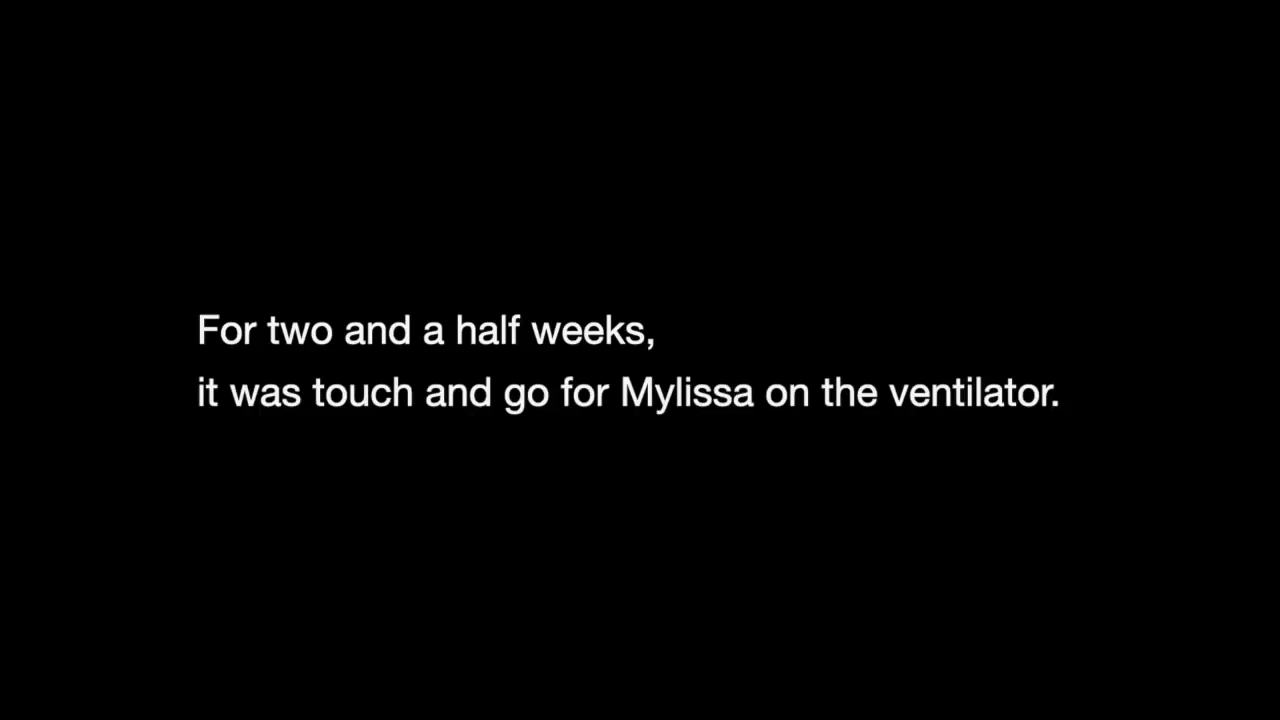 For two and a half weeks,
it was touch and go for Mylissa on the ventilator.